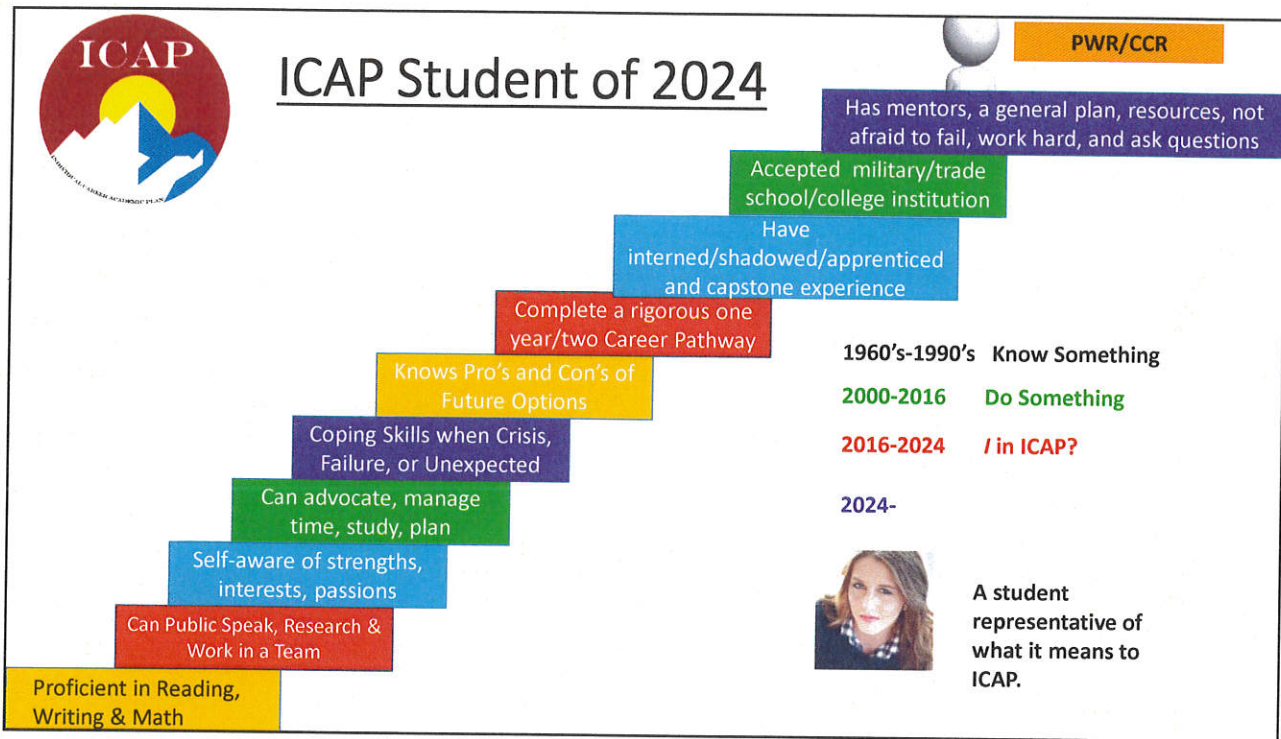 ICAP
INDIVIDUAL CAREER ACADEMIC PLAN
ICAP Student of 2024
PWR/CCR
Has mentors, a general plan, resources, not
afraid to fail, work hard, and ask questions
Accepted military/trade
school/college institution
Have
interned/shadowed/apprenticed
and capstone experience
Complete a rigorous one
year/two Career Pathway
Knows Pro's and Con's of
Future Options
Coping Skills when Crisis,
Failure, or Unexpected
Can advocate, manage
time, study, plan
Self-aware of strengths,
interests, passions
Can Public Speak, Research &
Work in a Team
Proficient in Reading,
Writing & Math
1960's-1990's Know Something
2000-2016 Do Something
2016-2024 I in ICAP?
2024-
A student
representative of
what it means to
ICAP.